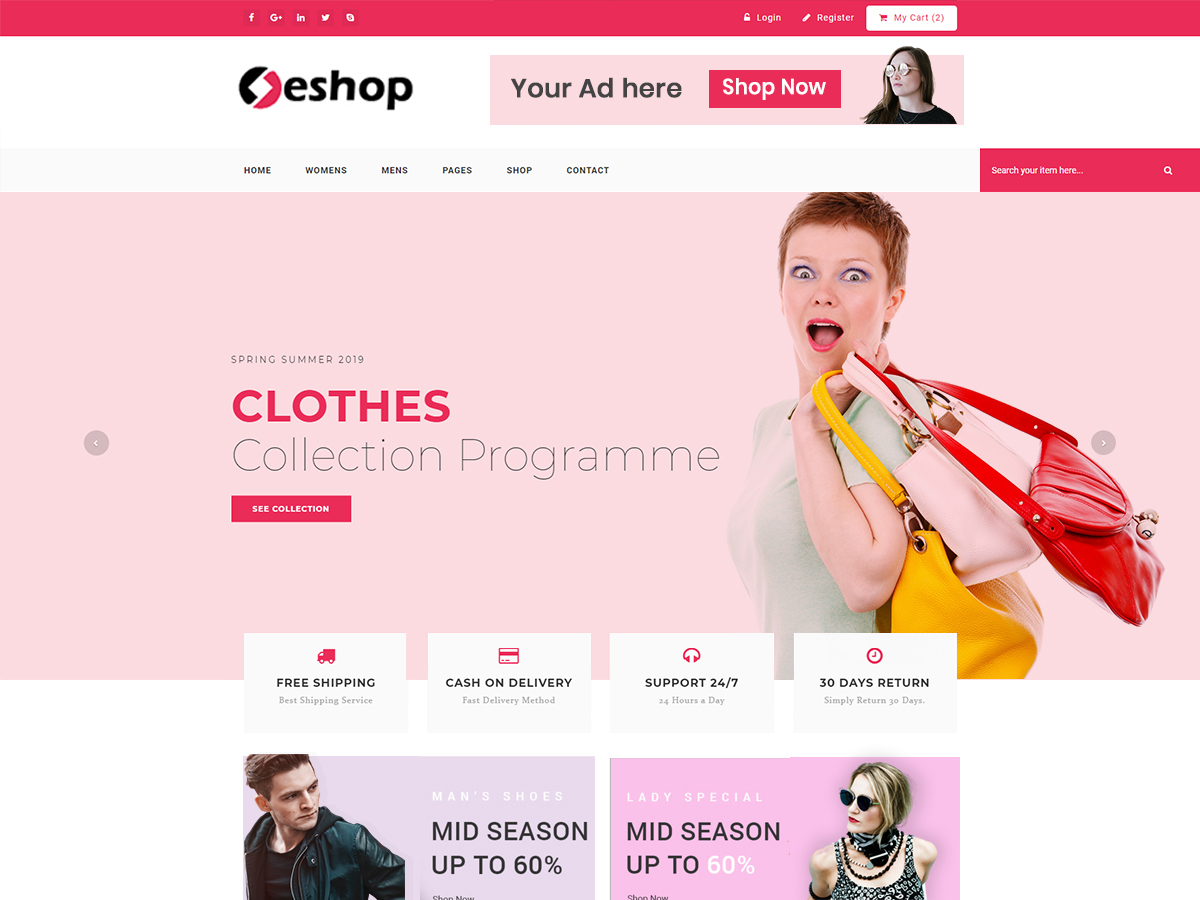 Login
Register
My Cart (2)
eshop
Your Ad here
Shop Now
HOME
WOMENS
MENS
PAGES
SHOP
CONTACT
Search your item here...
SPRING SUMMER 2019
CLOTHES
Collection Programme
SEE COLLECTION
FREE SHIPPING
Best Shipping Service
CASH ON DELIVERY
Fast Delivery Method
SUPPORT 24/7
24 Hours a Day
30 DAYS RETURN
Simply Return 30 Days.
MAN'S SHOES
MID SEASON
UP TO 60%
Shop Now
LADY SPECIAL
MID SEASON
UP TO 60%
Shop Now